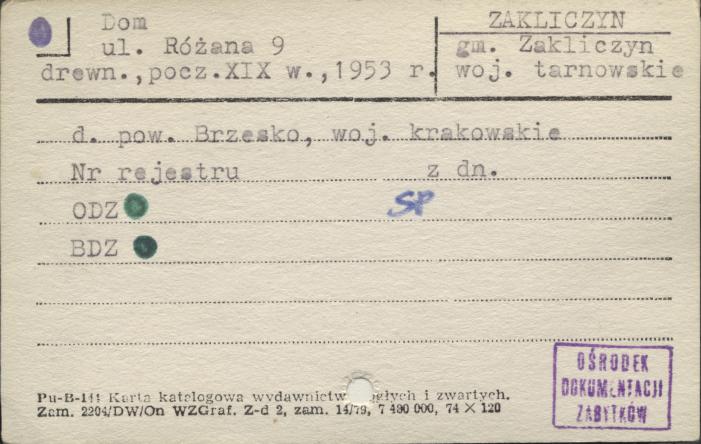 Dom
ul. Różana 9
drewn.,pocz.XIX w.,1953 r.
ZAKLICZYN
gm. Zakliczyn
woj. tarnowskie
d. pow. Brzesko, woj. krakowskie
Nr rejestru z dn.
ODZ
SP
BDZ
Pu-B-141 Karta katalogowa wydawnictw i zwartych.
Zam. 2204/DW/On WZGraf. Z-d 2, zam. 14/79, 7 480 000, 74 X 120
OŚRODEK
DOKUMENTACJI
ZABYTKÓW